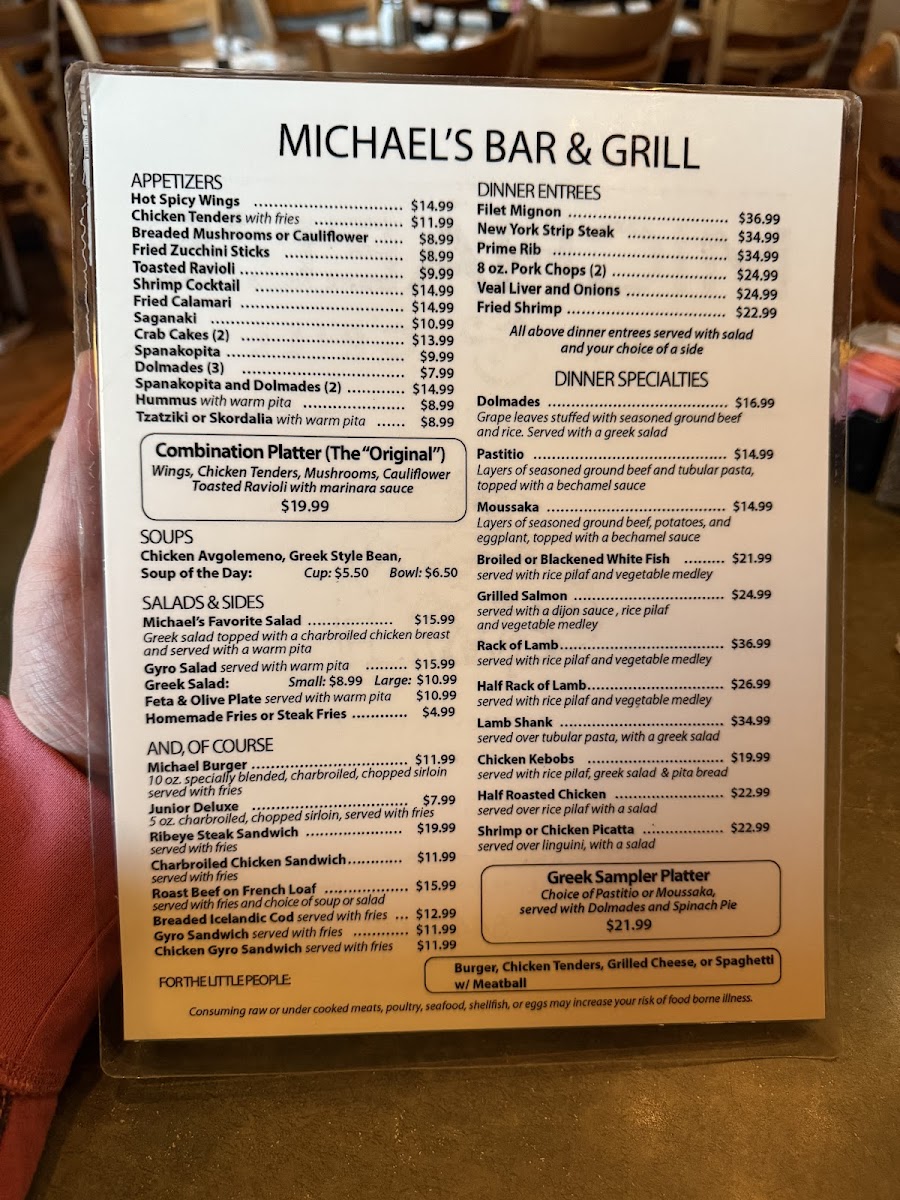 MICHAEL'S BAR & GRILL
APPETIZERS
Hot Spicy Wings ................................ $14.99
Chicken Tenders with fries ................... $11.99
Breaded Mushrooms or Cauliflower ...... $8.99
Fried Zucchini Sticks ......................... $8.99
Toasted Ravioli ................................... $9.99
Shrimp Cocktail ................................ $14.99
Fried Calamari ................................... $14.99
Saganaki ......................................... $10.99
Crab Cakes (2) ................................... $13.99
Spanakopita ...................................... $9.99
Dolmades (3) ................................... $7.99
Spanakopita and Dolmades (2) ............ $14.99
Hummus with warm pita ...................... $8.99
Tzatziki or Skordalia with warm pita ...... $8.99
Combination Platter (The "Original")
Wings, Chicken Tenders, Mushrooms, Cauliflower
Toasted Ravioli with marinara sauce
$19.99
SOUPS
Chicken Avgolemeno, Greek Style Bean,
Soup of the Day: Cup: $5.50 Bowl: $6.50
SALADS & SIDES
Michael's Favorite Salad ................. $15.99
Greek salad topped with a charbroiled chicken breast
and served with a warm pita
Gyro Salad served with warm pita ......... $15.99
Greek Salad: Small: $8.99 Large: $10.99
Feta & Olive Plate served with warm pita $10.99
Homemade Fries or Steak Fries ............ $4.99
AND, OF COURSE
Michael Burger .................................. $11.99
10 oz. specially blended, charbroiled, chopped sirloin
served with fries
Junior Deluxe .................................. $7.99
5 oz. charbroiled, chopped sirloin, served with fries
Ribeye Steak Sandwich ..................... $19.99
served with fries
Charbroiled Chicken Sandwich............ $11.99
served with fries
Roast Beef on French Loaf .................. $15.99
served with fries and choice of soup or salad
Breaded Icelandic Cod served with fries ... $12.99
Gyro Sandwich served with fries ............ $11.99
Chicken Gyro Sandwich served with fries $11.99
DINNER ENTREES
Filet Mignon .................................. $36.99
New York Strip Steak ...................... $34.99
Prime Rib ...................................... $34.99
8 oz. Pork Chops (2) ......................... $24.99
Veal Liver and Onions ...................... $24.99
Fried Shrimp .................................. $22.99
All above dinner entrees served with salad
and your choice of a side
DINNER SPECIALTIES
Dolmades ...................................... $16.99
Grape leaves stuffed with seasoned ground beef
and rice. Served with a greek salad
Pastitio .......................................... $14.99
Layers of seasoned ground beef and tubular pasta,
topped with a bechamel sauce
Moussaka ...................................... $14.99
Layers of seasoned ground beef, potatoes, and
eggplant, topped with a bechamel sauce
Broiled or Blackened White Fish ......... $21.99
served with rice pilaf and vegetable medley
Grilled Salmon ............................... $24.99
served with a dijon sauce , rice pilaf
and vegetable medley
Rack of Lamb.................................... $36.99
served with rice pilaf and vegetable medley
Half Rack of Lamb.............................. $26.99
served with rice pilaf and vegetable medley
Lamb Shank .................................... $34.99
served over tubular pasta, with a greek salad
Chicken Kebobs .............................. $19.99
served with rice pilaf, greek salad & pita bread
Half Roasted Chicken ........................ $22.99
served over rice pilaf with a salad
Shrimp or Chicken Picatta .................. $22.99
served over linguini, with a salad
Greek Sampler Platter
Choice of Pastitio or Moussaka,
served with Dolmades and Spinach Pie
$21.99
FOR THE LITTLE PEOPLE:
Burger, Chicken Tenders, Grilled Cheese, or Spaghetti
w/ Meatball
Consuming raw or under cooked meats, poultry, seafood, shellfish, or eggs may increase your risk of food borne illness.